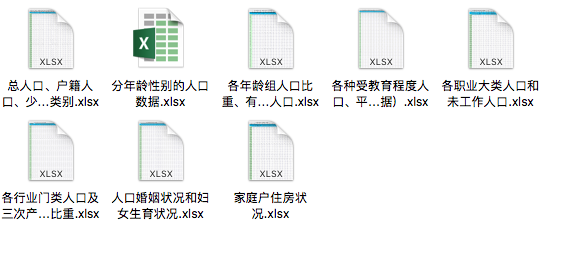 XLSX
X
XLSX
XLSX
XLSX
总人口、户籍人
口、少...类别.xlsx
分年龄性别的人口
数据.xlsx
各年龄组人口比
重、有...人口.xlsx
各种受教育程度人
口、平...据）.xlsx
各职业大类人口和
未工作人口.xlsx
XLSX
XLSX
XLSX
各行业门类人口及
三次产...比重.xlsx
人口婚姻状况和妇
女生育状况.xlsx
家庭户住房状
况.xlsx